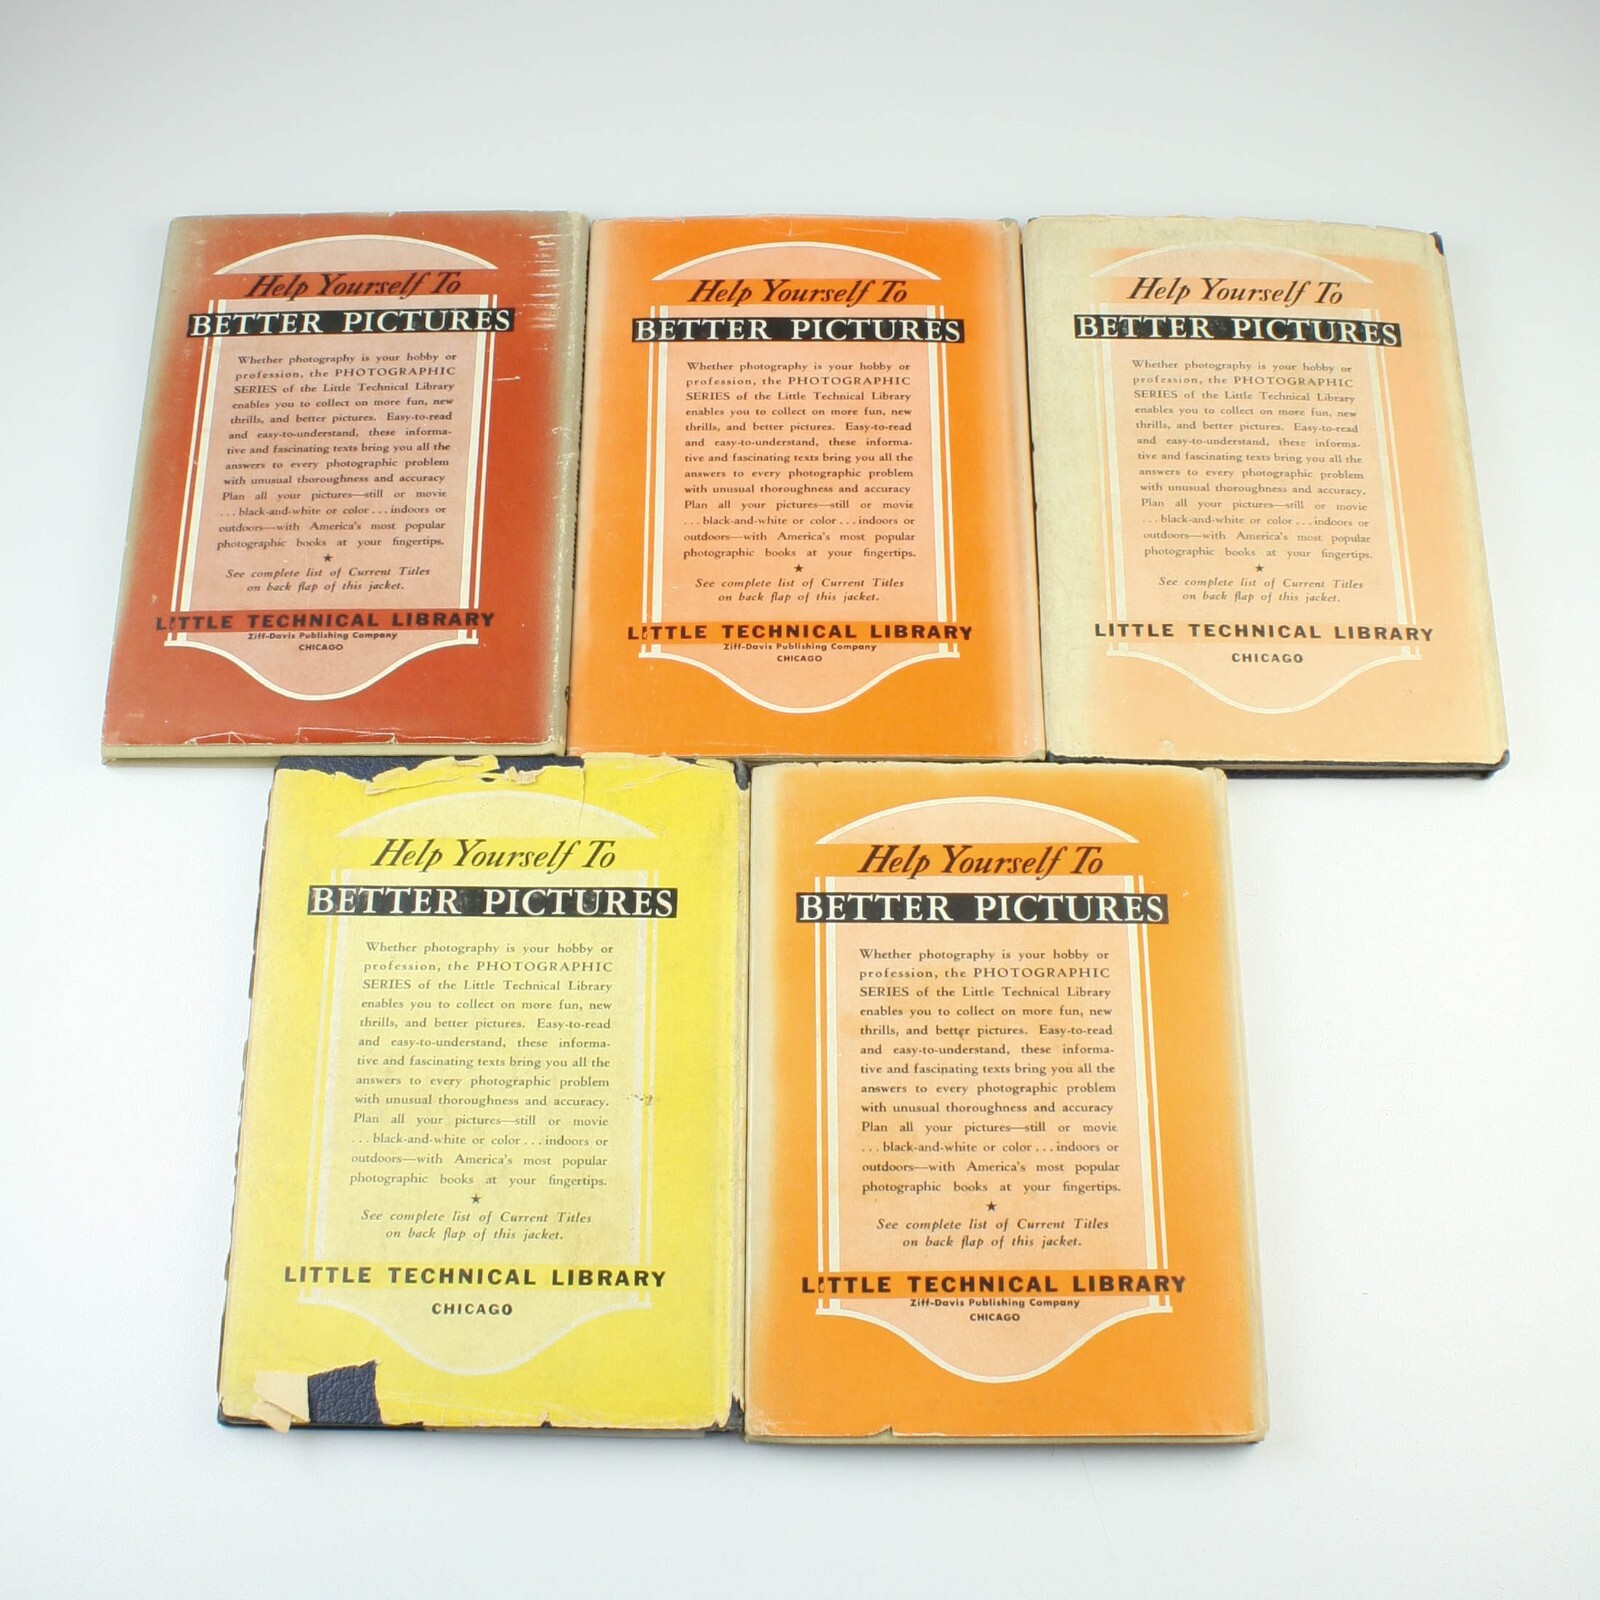 Help Yourself To
BETTER PICTURES
Whether photography is your hobby or
profession, the PHOTOGRAPHIC
SERIES of the Little Technical Library
enables you to collect on more fun, new
thrills, and better pictures. Easy-to-read
and easy-to-understand, these informa-
tive and fascinating texts bring you all the
answers to every photographic problem
with unusual thoroughness and accuracy
Plan all your pictures—still or movie
...black-and-white or color...indoors or
outdoors—with America's most popular
photographic books at your fingertips.
See complete list of Current Titles
on back flap of this jacket.
LITTLE TECHNICAL LIBRARY
Ziff-Davis Publishing Company
CHICAGO
Help Yourself To
BETTER PICTURES
Whether photography is your hobby or
profession, the PHOTOGRAPHIC
SERIES of the Little Technical Library
enables you to collect on more fun, new
thrills, and better pictures. Easy-to-read
and easy-to-understand, these informa-
tive and fascinating texts bring you all the
answers to every photographic problem
with unusual thoroughness and accuracy
Plan all your pictures—still or movie
...black-and-white or color...indoors or
outdoors—with America's most popular
photographic books at your fingertips.
See complete list of Current Titles
on back flap of this jacket.
LITTLE TECHNICAL LIBRARY
Ziff-Davis Publishing Company
CHICAGO
Help Yourself To
BETTER PICTURES
Whether photography is your hobby or
profession, the PHOTOGRAPHIC
SERIES of the Little Technical Library
enables you to collect on more fun, new
thrills, and better pictures. Easy-to-read
and easy-to-understand, these informa-
tive and fascinating texts bring you all the
answers to every photographic problem
with unusual thoroughness and accuracy.
Plan all your pictures—still or movie
...black-and-white or color...indoors or
outdoors—with America's most popular
photographic books at your fingertips.
See complete list of Current Titles
on back flap of this jacket.
LITTLE TECHNICAL LIBRARY
CHICAGO
Help Yourself To
BETTER PICTURES
Whether photography is your hobby or
profession, the PHOTOGRAPHIC
SERIES of the Little Technical Library
enables you to collect on more fun, new
thrills, and better pictures. Easy-to-read
and easy-to-understand, these informa-
tive and fascinating texts bring you all the
answers to every photographic problem
with unusual thoroughness and accuracy.
Plan all your pictures—still or movie
...black-and-white or color...indoors or
outdoors—with America's most popular
photographic books at your fingertips.
See complete list of Current Titles
on back flap of this jacket.
LITTLE TECHNICAL LIBRARY
CHICAGO
Help Yourself To
BETTER PICTURES
Whether photography is your hobby or
profession, the PHOTOGRAPHIC
SERIES of the Little Technical Library
enables you to collect on more fun, new
thrills, and better pictures. Easy-to-read
and easy-to-understand, these informa-
tive and fascinating texts bring you all the
answers to every photographic problem
with unusual thoroughness and accuracy
Plan all your pictures—still or movie
...black-and-white or color...indoors or
outdoors—with America's most popular
photographic books at your fingertips.
See complete list of Current Titles
on back flap of this jacket.
LITTLE TECHNICAL LIBRARY
Ziff-Davis Publishing Company
CHICAGO